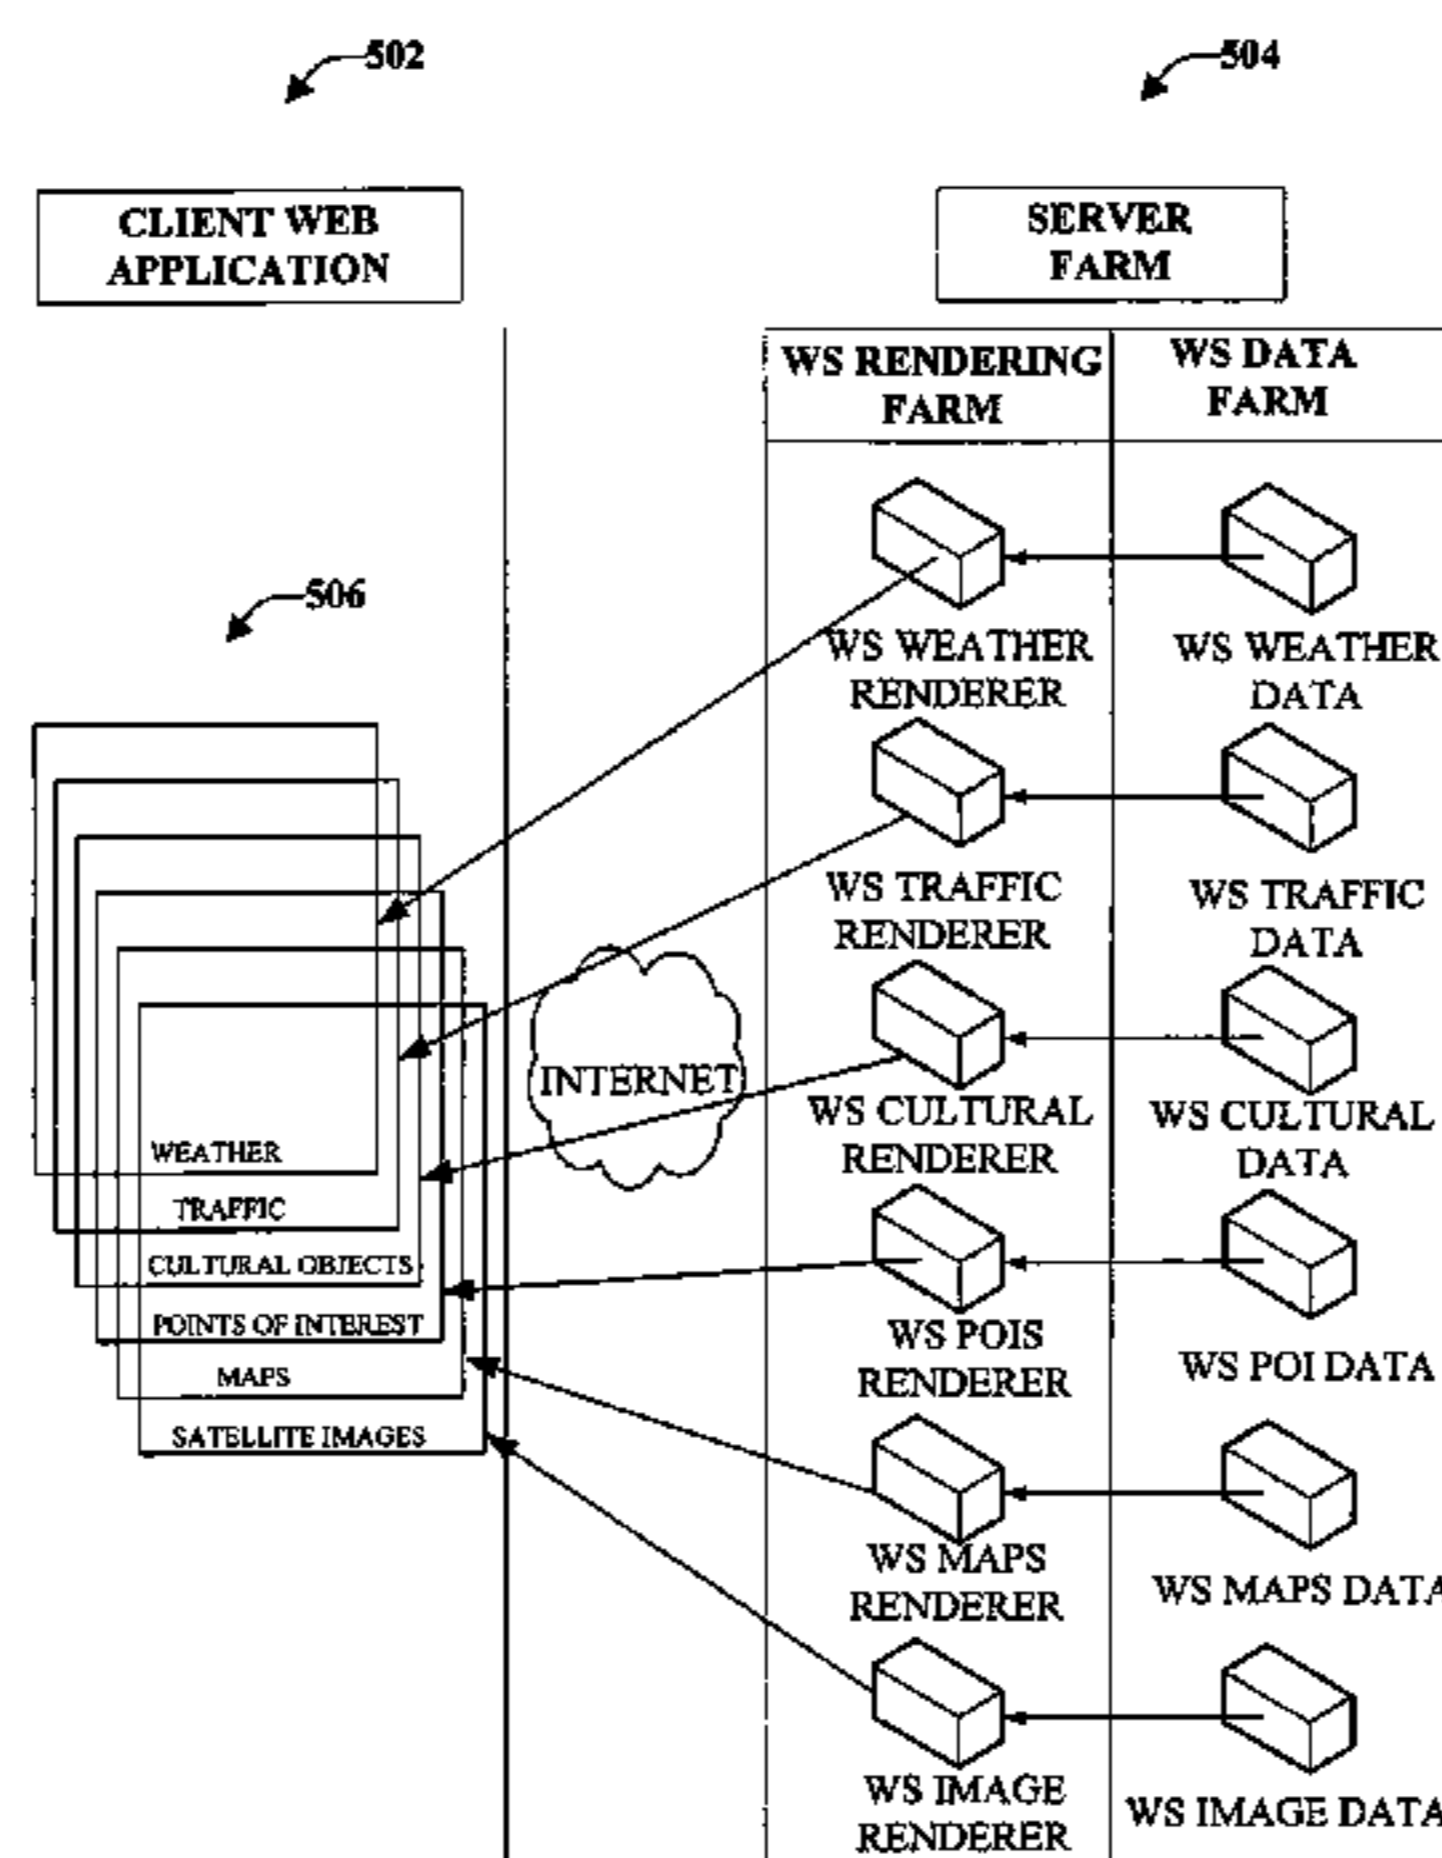 502
504
CLIENT WEB
APPLICATION
SERVER
FARM
WS RENDERING
FARM
WS DATA
FARM
506
WS WEATHER
RENDERER
WS WEATHER
DATA
WS TRAFFIC
RENDERER
WS TRAFFIC
DATA
INTERNET
WS CULTURAL
RENDERER
WS CULTURAL
DATA
WEATHER
TRAFFIC
CULTURAL OBJECTS
POINTS OF INTEREST
MAPS
SATELLITE IMAGES
WS POIS
RENDERER
WS POI DATA
WS MAPS
RENDERER
WS MAPS DATA
WS IMAGE
RENDERER
WS IMAGE DATA